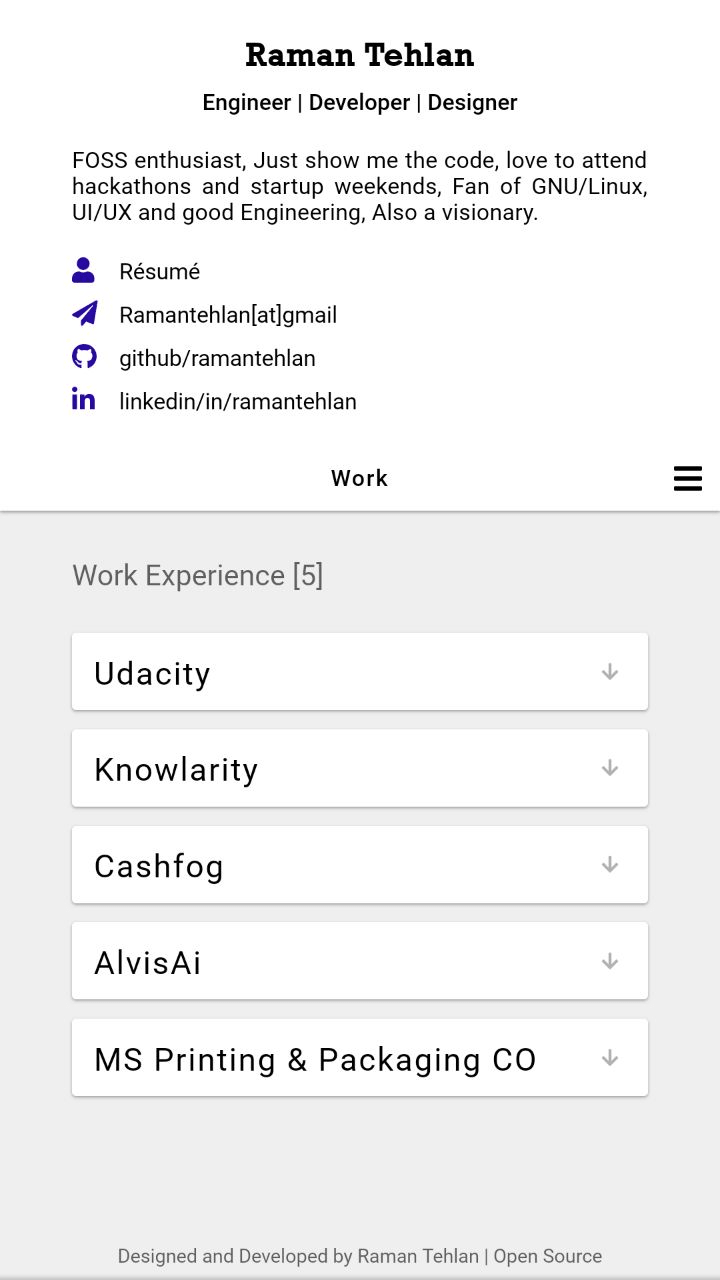 Raman Tehlan
Engineer | Developer | Designer
FOSS enthusiast, Just show me the code, love to attend
hackathons and startup weekends, Fan of GNU/Linux,
UI/UX and good Engineering, Also a visionary.
Résumé
Ramantehlan[at]gmail
github/ramantehlan
linkedin/in/ramantehlan
Work
Work Experience [5]
Udacity
Knowlarity
Cashfog
AlvisAi
MS Printing & Packaging CO
Designed and Developed by Raman Tehlan | Open Source